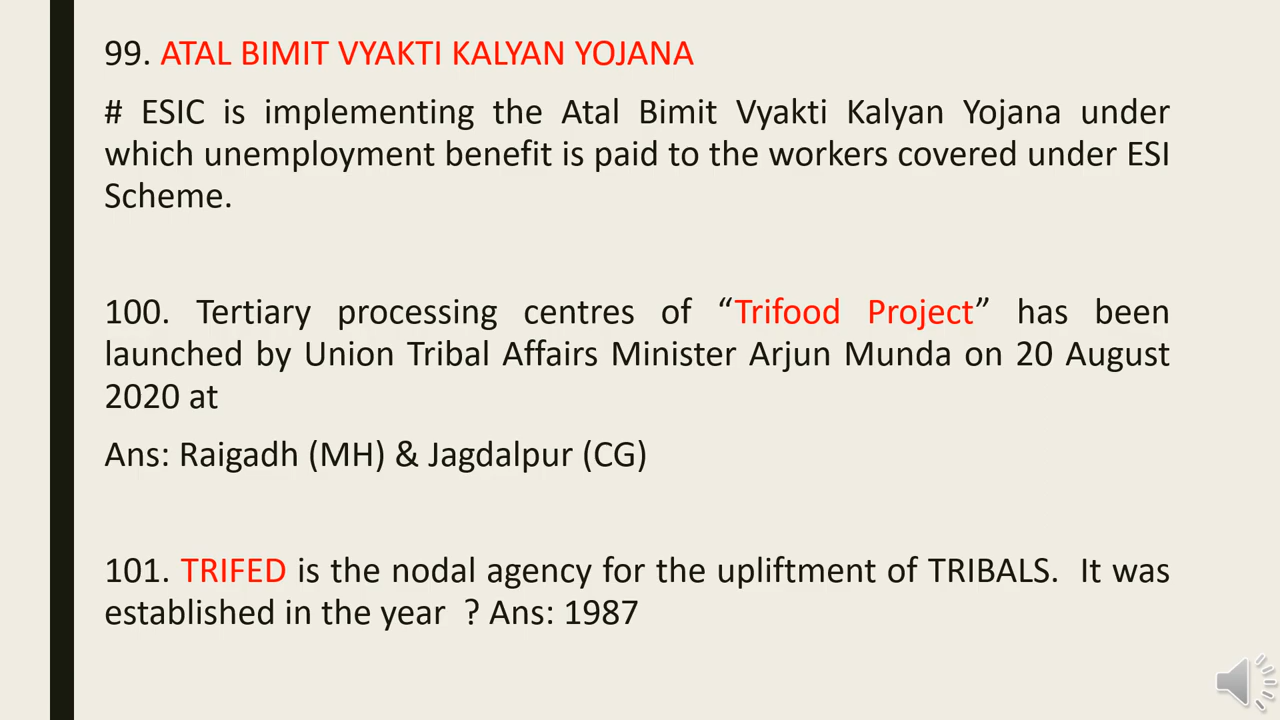 99. ATAL BIMIT VYAKTI KALYAN YOJANA
# ESIC is implementing the Atal Bimit Vyakti Kalyan Yojana under
which unemployment benefit is paid to the workers covered under ESI
Scheme.
100. Tertiary processing centres of “Trifood Project” has been
launched by Union Tribal Affairs Minister Arjun Munda on 20 August
2020 at
Ans: Raigadh (MH) & Jagdalpur (CG)
101. TRIFED is the nodal agency for the upliftment of TRIBALS.  It was
established in the year  ? Ans: 1987